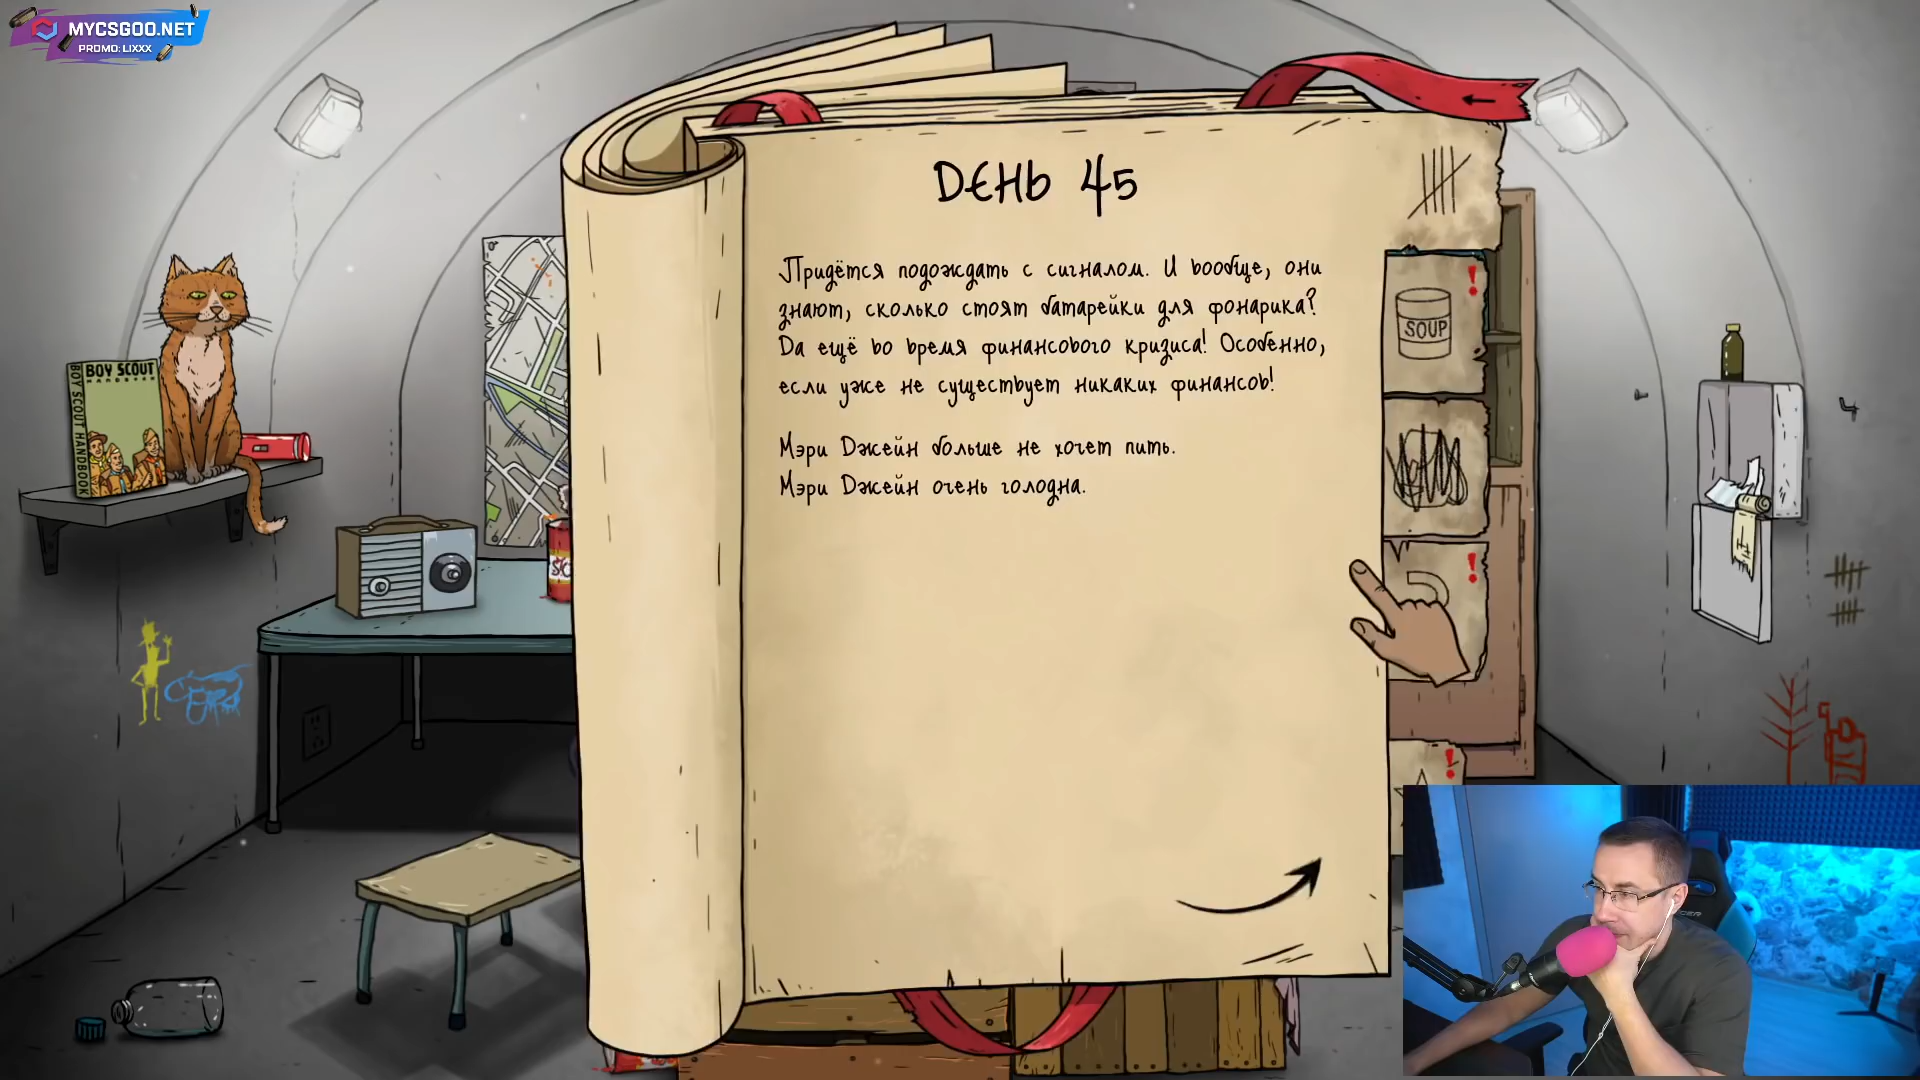 MYCSGOO.NET
PROMO: LIXXX
ДЕНЬ 45
Придётся подождать с сигналом. И вообще, они
знают, сколько стоят батарейки для фонарика?
Да ещё во время финансового кризиса! Особенно,
если уже не существует никаких финансов!
Мэри Джейн больше не хочет пить.
Мэри Джейн очень голодна.
SOUP
BOY SCOUT
HANDBOOK
BOY SCOUT HANDBOOK